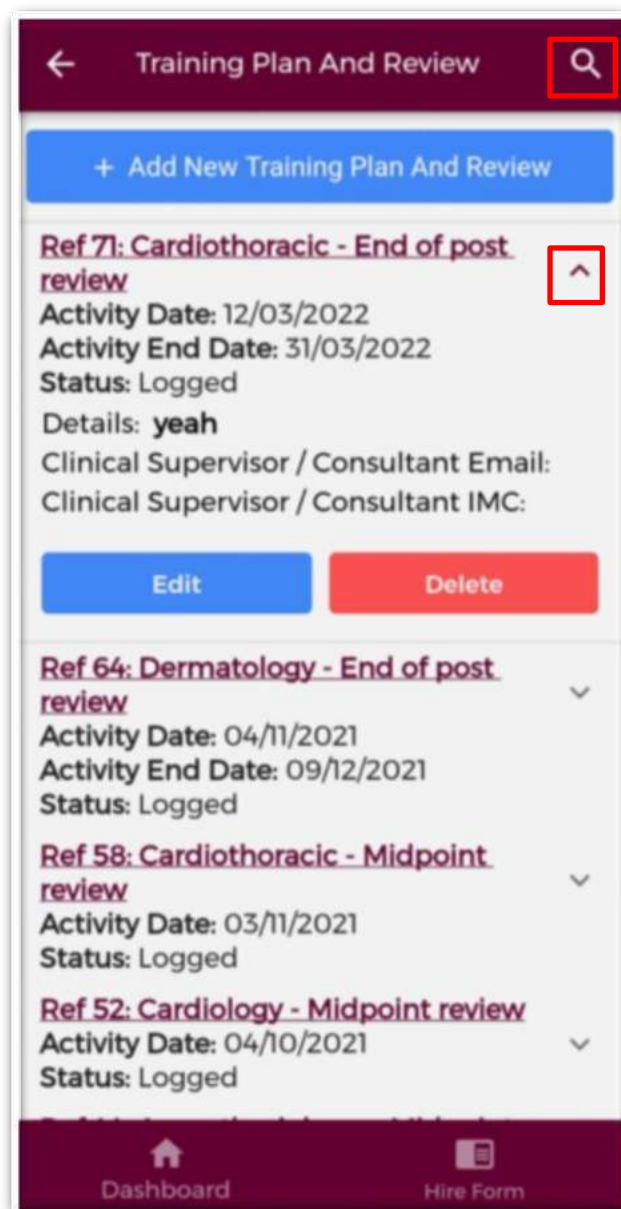 Training Plan And Review
+ Add New Training Plan And Review
Ref 71: Cardiothoracic - End of post
review
Activity Date: 12/03/2022
Activity End Date: 31/03/2022
Status: Logged
Details: yeah
Clinical Supervisor / Consultant Email:
Clinical Supervisor / Consultant IMC:
Edit Delete
Ref 64: Dermatology - End of post
review
Activity Date: 04/11/2021
Activity End Date: 09/12/2021
Status: Logged
Ref 58: Cardiothoracic - Midpoint
review
Activity Date: 03/11/2021
Status: Logged
Ref 52: Cardiology - Midpoint review
Activity Date: 04/10/2021
Status: Logged
Dashboard Hire Form